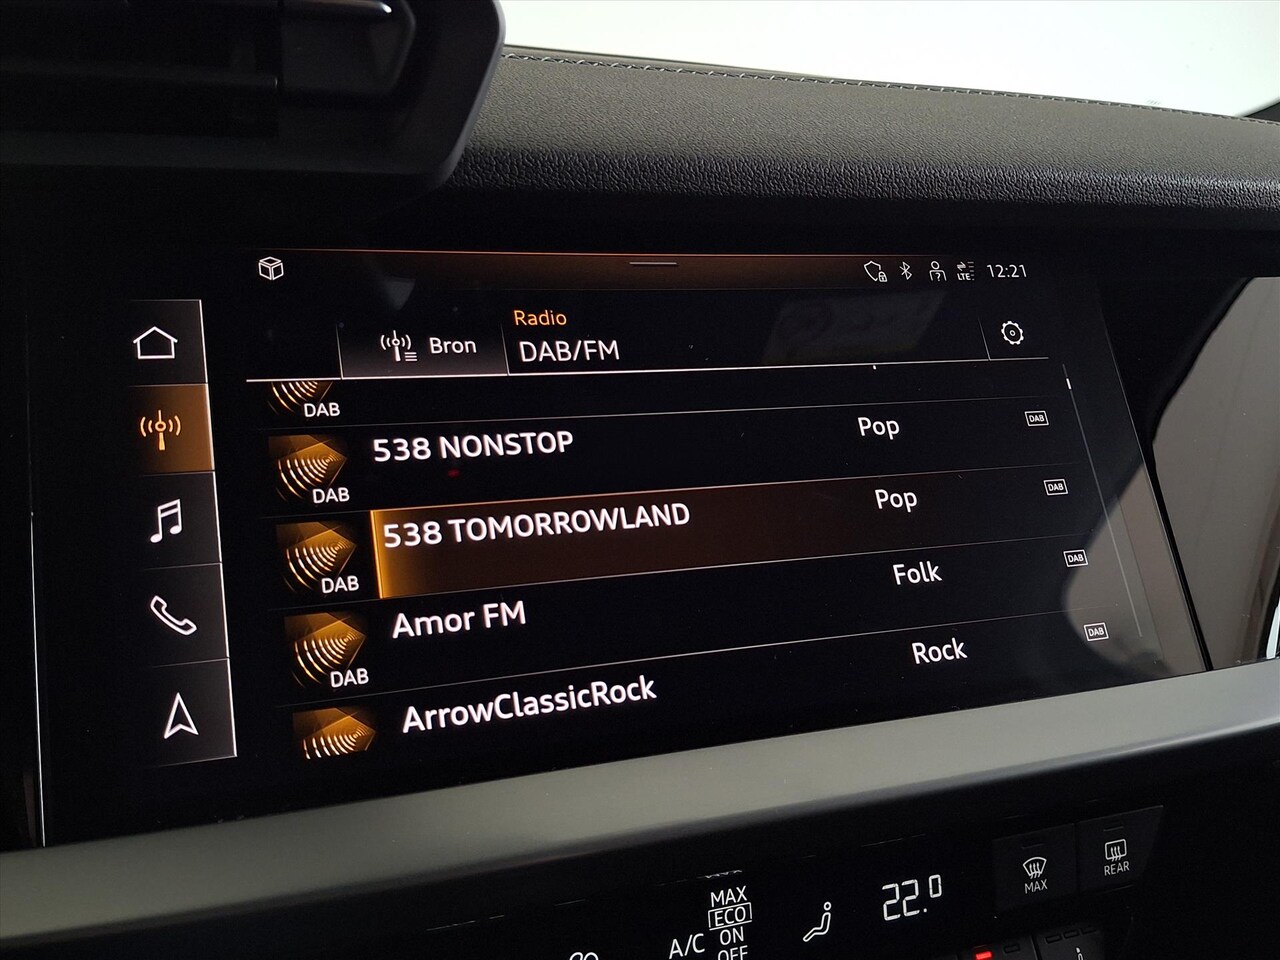 LTE 12:21
Radio
Bron DAB/FM
DAB
538 NONSTOP Pop DAB
DAB
538 TOMORROWLAND Pop DAB
DAB
Amor FM Folk DAB
DAB
ArrowClassicRock Rock DAB
MAX
ECO
A/C ON
OFF
22.0
MAX
REAR